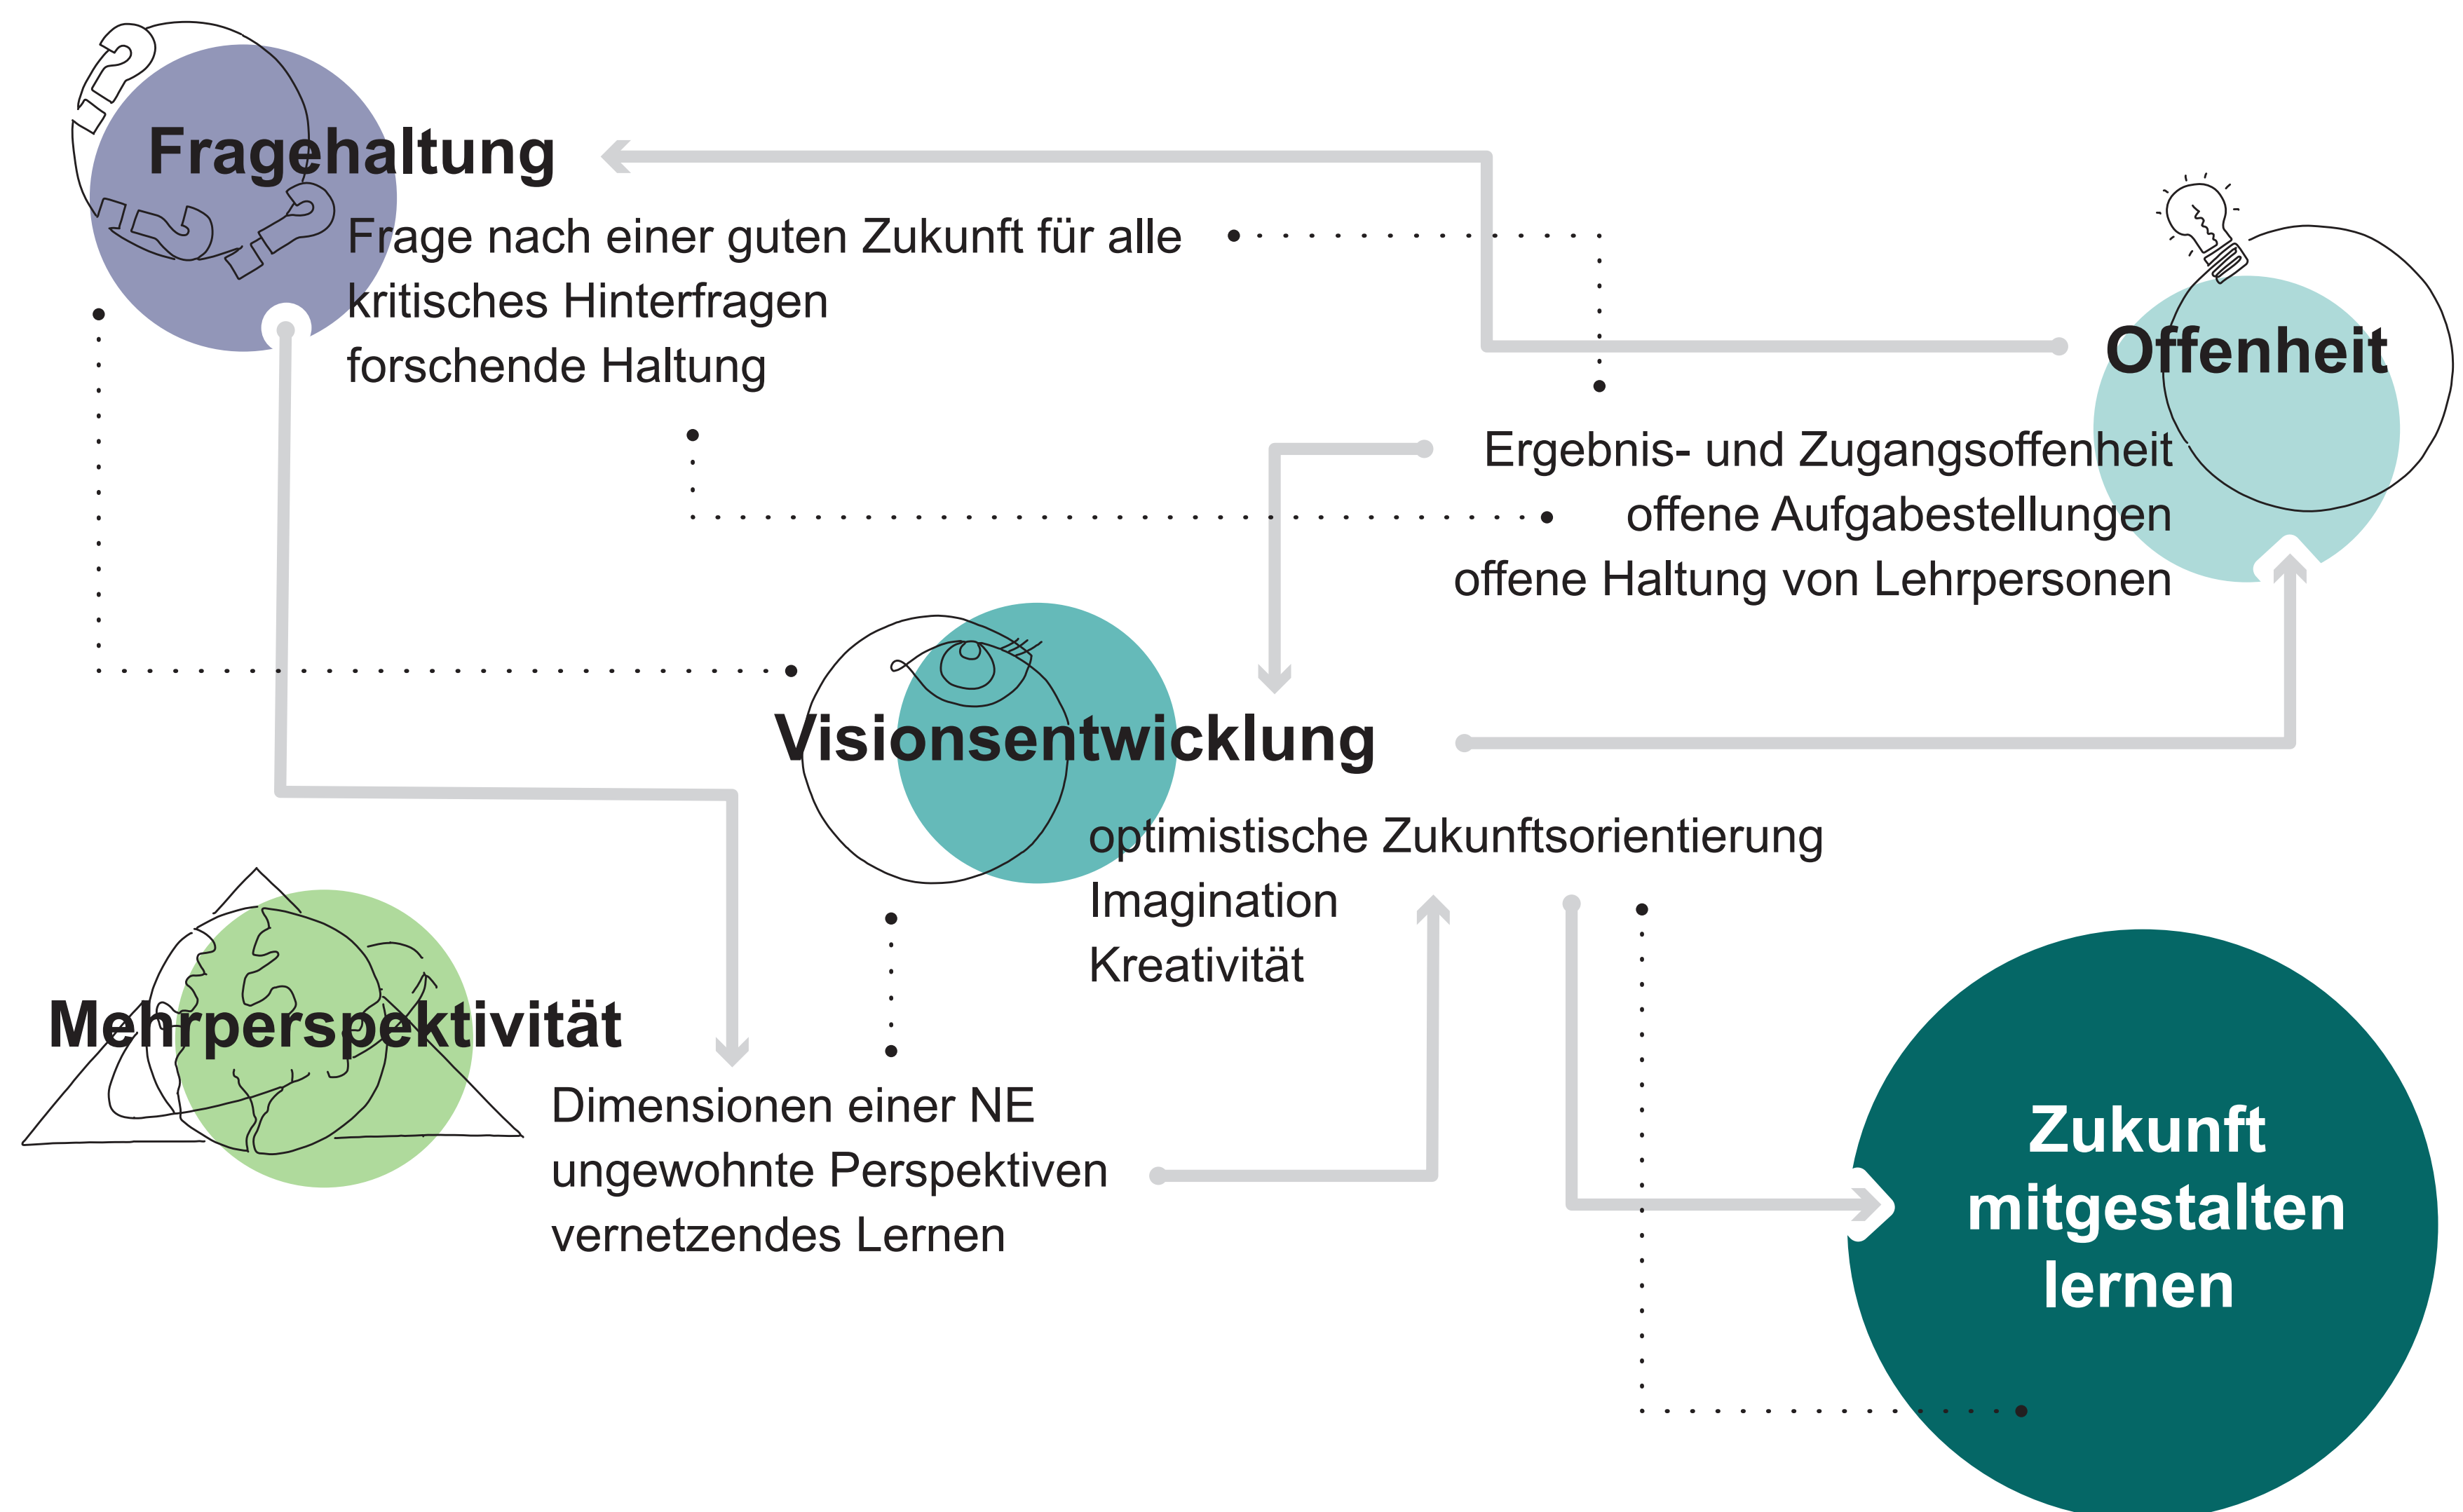 Fragehaltung
Frage nach einer guten Zukunft für alle
kritisches Hinterfragen
forschende Haltung
Offenheit
Ergebnis- und Zugangsoffenheit
offene Aufgabestellungen
offene Haltung von Lehrpersonen
Visionsentwicklung
optimistische Zukunftsorientierung
Imagination
Kreativität
Mehrperspektivität
Dimensionen einer NE
ungewohnte Perspektiven
vernetzendes Lernen
Zukunft
mitgestalten
lernen